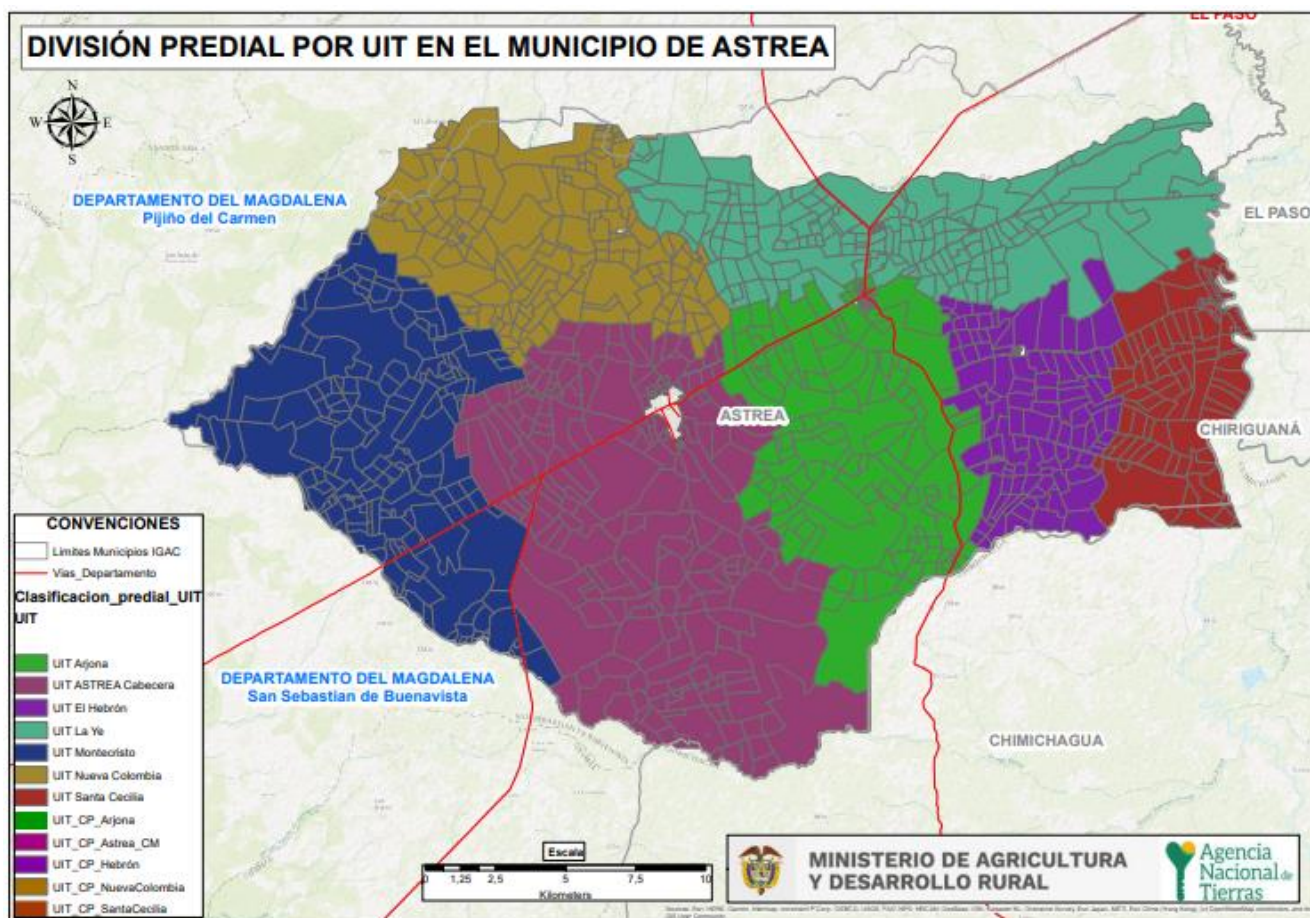 EL PASO
DIVISIÓN PREDIAL POR UIT EN EL MUNICIPIO DE ASTREA
N
W E
S
DEPARTAMENTO DEL MAGDALENA
Pijiño del Carmen
EL PASO
ASTREA
CHIRIGUANÁ
CONVENCIONES
Limites Municipios IGAC
Vias_Departamento
Clasificacion_predial_UIT
UIT
UIT Arjona
UIT ASTREA Cabecera
UIT El Hebrón
UIT La Ye
UIT Montecristo
UIT Nueva Colombia
UIT Santa Cecilia
UIT_CP_Arjona
UIT_CP_Astrea_CM
UIT_CP_Hebrón
UIT_CP_NuevaColombia
UIT_CP_SantaCecilia
DEPARTAMENTO DEL MAGDALENA
San Sebastian de Buenavista
CHIMICHAGUA
Escala
0 1,25 2,5 5 7,5 10
Kilometers
MINISTERIO DE AGRICULTURA
Y DESARROLLO RURAL
Agencia
Nacional de
Tierras